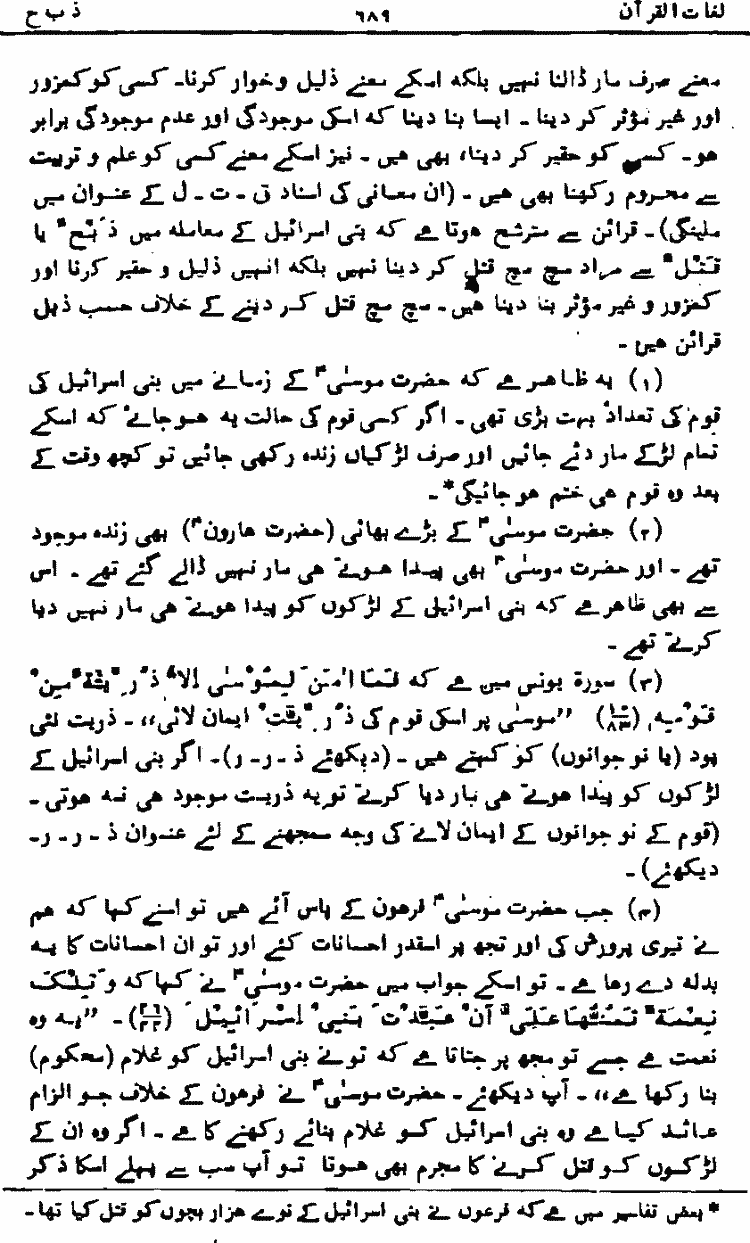 لغات القرآن ٦٨٩ ذ ب ح
معنے صرف مار ڈالنا نہیں بلکہ اسکے معنے ذلیل و خوار کرنا۔ کسی کو کمزور
اور غیر مؤثر کر دینا ۔ ایسا بنا دینا کہ اسکی موجودگی اور عدم موجودگی برابر
ہو۔ کسی کو حقیر کر دینا، بھی ہیں ۔ نیز اسکے معنے کسی کو علم و تربیت
سے محروم رکھنا بھی ہیں ۔ (ان معانی کی اسناد ق ۔ ت ۔ ل کے عنوان میں
ملینگی) ۔ قرائن سے مترشح ہوتا ہے کہ بنی اسرائیل کے معاملہ میں ذَبْحٌ یا
قَتْلٌ سے مراد سچ مچ قتل کر دینا نہیں بلکہ انہیں ذلیل و حقیر کرنا اور
کمزور و غیر مؤثر بنا دینا ہیں۔ سچ مچ قتل کر دینے کے خلاف حسب ذیل
قرائن ہیں ۔
(١) یہ ظاہر ہے کہ حضرت موسیٰؑ کے زمانے میں بنی اسرائیل کی
قوم کی تعداد بہت بڑی تھی ۔ اگر کسی قوم کی حالت یہ ہو جائے کہ اسکے
تمام لڑکے مار دئے جائیں اور صرف لڑکیاں زندہ رکھی جائیں تو کچھ وقت کے
بعد وہ قوم ہی ختم ہو جائیگی* ۔
(٢) حضرت موسیٰؑ کے بڑے بھائی (حضرت ہارونؑ) بھی زندہ موجود
تھے ۔ اور حضرت موسیٰؑ بھی پیدا ہوتے ہی مار نہیں ڈالے گئے تھے ۔ اس
سے بھی ظاہر ہے کہ بنی اسرائیل کے لڑکوں کو پیدا ہوتے ہی مار نہیں دیا
کرتے تھے ۔
(٣) سورۃ یونس میں ہے کہ فَمَا اٰمَنَ لِمُوْسٰی اِلَّا ذُرِّيَّةٌ مِّنْ
قَوْمِهٖ (١٠/٨٣) ”موسیٰ پر اسکی قوم کی ذُرِّيَّتٌ ایمان لائی،، ۔ ذریت نئی
پود (یا نو جوانوں) کو کہتے ہیں ۔ (دیکھئے ذ ۔ ر۔ ر)۔ اگر بنی اسرائیل کے
لڑکوں کو پیدا ہوتے ہی مار دیا کرتے تو یہ ذریت موجود ہی نہ ہوتی ۔
(قوم کے نو جوانوں کے ایمان لانے کی وجہ سمجھنے کے لئے عنوان ذ ۔ ر ۔ ر۔
دیکھئے) ۔
(٤) جب حضرت موسیٰؑ فرعون کے پاس آئے ہیں تو اسنے کہا کہ ہم
نے تیری پرورش کی اور تجھ پر اسقدر احسانات کئے اور تو ان احسانات کا یہ
بدلہ دے رہا ہے ۔ تو اسکے جواب میں حضرت موسیٰؑ نے کہا کہ وَ تِلْکَ
نِعْمَةٌ تَمُنُّهَا عَلَیَّ اَنْ عَبَّدْتَّ بَنِیْ اِسْرَائِیْلَ (٢٦/٢٢) ۔ ”یہ وہ
نعمت ہے جسے تو مجھ پر جتاتا ہے کہ تونے بنی اسرائیل کو غلام (محکوم)
بنا رکھا ہے،، ۔ آپ دیکھئے ۔ حضرت موسیٰؑ نے فرعون کے خلاف جو الزام
عائد کیا ہے وہ بنی اسرائیل کو غلام بنائے رکھنے کا ہے ۔ اگر وہ ان کے
لڑکوں کو قتل کرنے کا مجرم بھی ہوتا تو آپ سب سے پہلے اسکا ذکر
* بعض تفاسیر میں ہے کہ فرعون نے بنی اسرائیل کے نوے ہزار بچوں کو قتل کیا تھا ۔